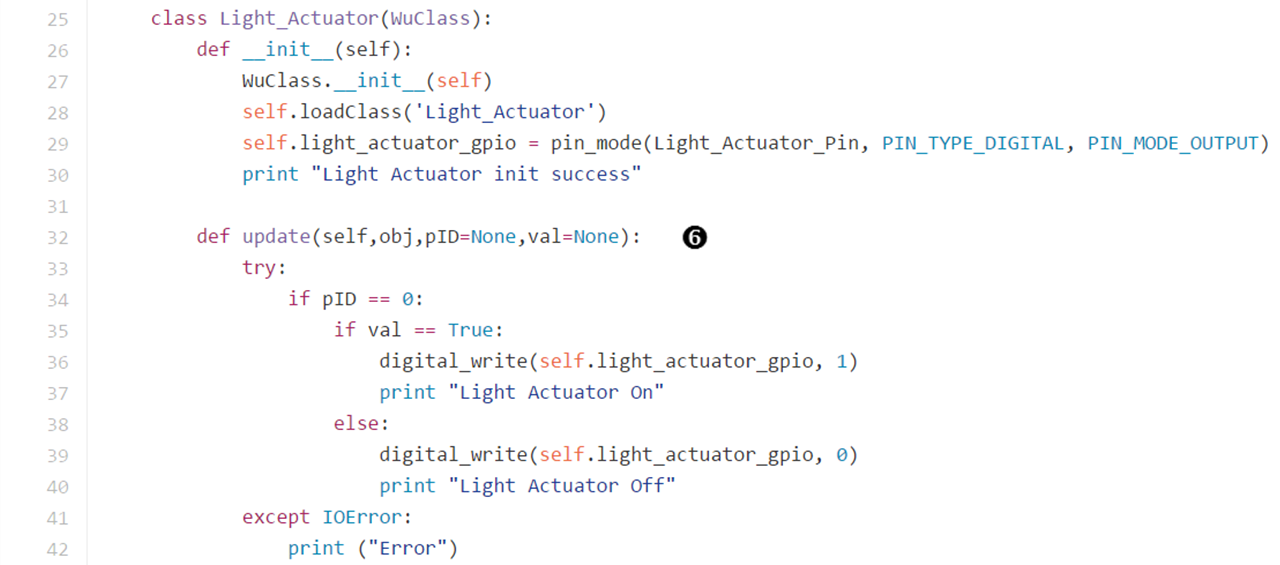 25 class Light_Actuator(WuClass):
26 def __init__(self):
27 WuClass.__init__(self)
28 self.loadClass('Light_Actuator')
29 self.light_actuator_gpio = pin_mode(Light_Actuator_Pin, PIN_TYPE_DIGITAL, PIN_MODE_OUTPUT)
30 print "Light Actuator init success"
31
32 def update(self,obj,pID=None,val=None): ❻
33 try:
34 if pID == 0:
35 if val == True:
36 digital_write(self.light_actuator_gpio, 1)
37 print "Light Actuator On"
38 else:
39 digital_write(self.light_actuator_gpio, 0)
40 print "Light Actuator Off"
41 except IOError:
42 print ("Error")